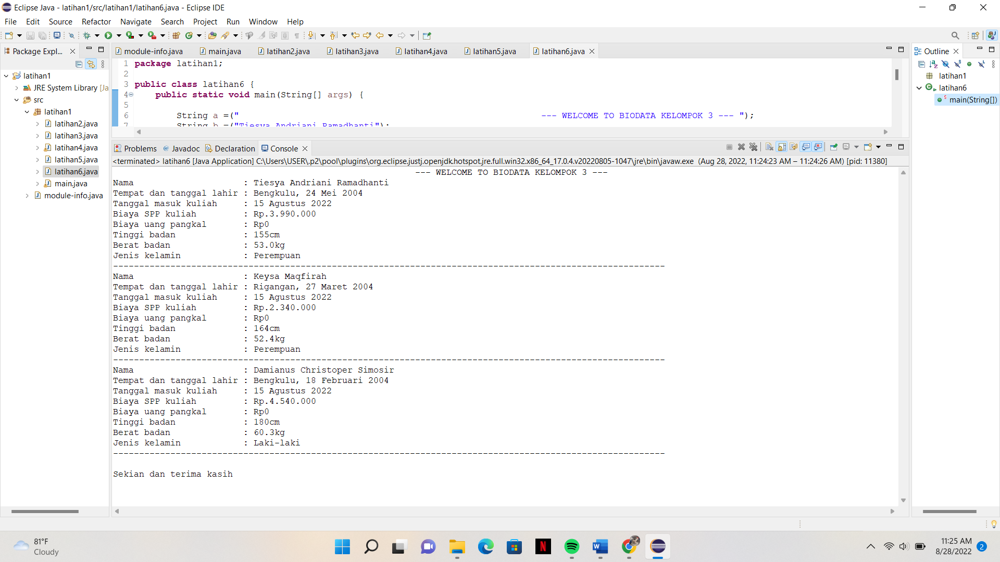 Eclipse Java - latihan1/src/latihan1/latihan6.java - Eclipse IDE
File Edit Source Refactor Navigate Search Project Run Window Help
Package Expl...
module-info.java main.java latihan2.java latihan3.java latihan4.java latihan5.java latihan6.java
Outline
latihan1
JRE System Library [Ja
src
latihan1
latihan2.java
latihan3.java
latihan4.java
latihan5.java
latihan6.java
main.java
module-info.java
1 package latihan1;
2
3 public class latihan6 {
4 public static void main(String[] args) {
5
6 String a =(" --- WELCOME TO BIODATA KELOMPOK 3 --- ");
7 String b =("Tiesya Andriani Ramadhanti");
latihan1
latihan6
main(String[])
Problems @ Javadoc Declaration Console
<terminated> latihan6 [Java Application] C:\Users\USER\.p2\pool\plugins\org.eclipse.justj.openjdk.hotspot.jre.full.win32.x86_64_17.0.4.v20220805-1047\jre\bin\javaw.exe (Aug 28, 2022, 11:24:23 AM – 11:24:26 AM) [pid: 11380]
--- WELCOME TO BIODATA KELOMPOK 3 ---
Nama : Tiesya Andriani Ramadhanti
Tempat dan tanggal lahir : Bengkulu, 24 Mei 2004
Tanggal masuk kuliah : 15 Agustus 2022
Biaya SPP kuliah : Rp.3.990.000
Biaya uang pangkal : Rp0
Tinggi badan : 155cm
Berat badan : 53.0kg
Jenis kelamin : Perempuan
----------------------------------------------------------------------------------------------------------
Nama : Keysa Maqfirah
Tempat dan tanggal lahir : Rigangan, 27 Maret 2004
Tanggal masuk kuliah : 15 Agustus 2022
Biaya SPP kuliah : Rp.2.340.000
Biaya uang pangkal : Rp0
Tinggi badan : 164cm
Berat badan : 52.4kg
Jenis kelamin : Perempuan
----------------------------------------------------------------------------------------------------------
Nama : Damianus Christoper Simosir
Tempat dan tanggal lahir : Bengkulu, 18 Februari 2004
Tanggal masuk kuliah : 15 Agustus 2022
Biaya SPP kuliah : Rp.4.540.000
Biaya uang pangkal : Rp0
Tinggi badan : 180cm
Berat badan : 60.3kg
Jenis kelamin : Laki-laki
----------------------------------------------------------------------------------------------------------
Sekian dan terima kasih
81°F
Cloudy
11:25 AM
8/28/2022
2